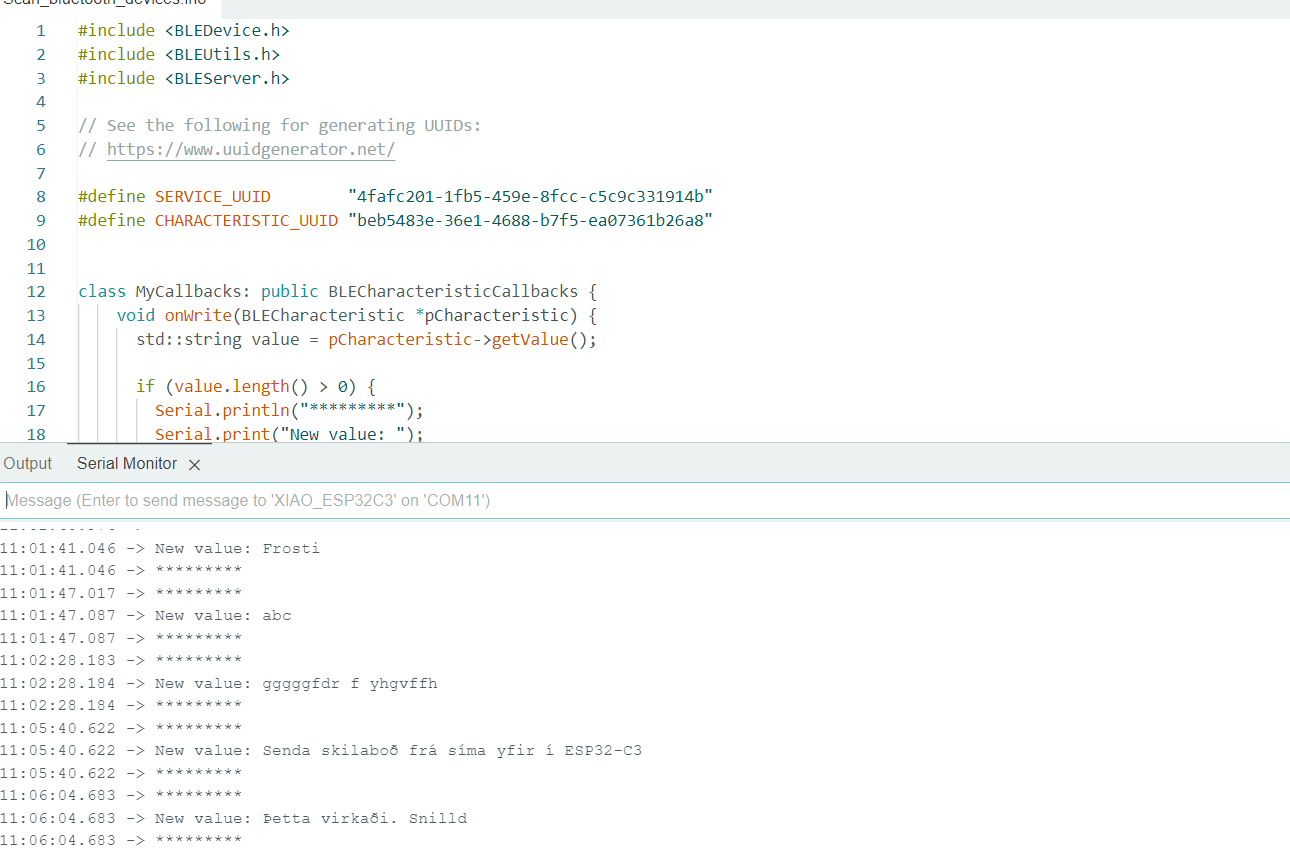 Scan_bluetooth_devices.ino
1 #include <BLEDevice.h>
2 #include <BLEUtils.h>
3 #include <BLEServer.h>
4
5 // See the following for generating UUIDs:
6 // https://www.uuidgenerator.net/
7
8 #define SERVICE_UUID        "4fafc201-1fb5-459e-8fcc-c5c9c331914b"
9 #define CHARACTERISTIC_UUID "beb5483e-36e1-4688-b7f5-ea07361b26a8"
10
11
12 class MyCallbacks: public BLECharacteristicCallbacks {
13     void onWrite(BLECharacteristic *pCharacteristic) {
14       std::string value = pCharacteristic->getValue();
15
16       if (value.length() > 0) {
17         Serial.println("*********");
18         Serial.print("New value: ");
Output Serial Monitor
Message (Enter to send message to 'XIAO_ESP32C3' on 'COM11')
11:01:41.046 -> New value: Frosti
11:01:41.046 -> *********
11:01:47.017 -> *********
11:01:47.087 -> New value: abc
11:01:47.087 -> *********
11:02:28.183 -> *********
11:02:28.184 -> New value: gggggfdr f yhgvffh
11:02:28.184 -> *********
11:05:40.622 -> *********
11:05:40.622 -> New value: Senda skilaboð frá síma yfir í ESP32-C3
11:05:40.622 -> *********
11:06:04.683 -> *********
11:06:04.683 -> New value: Þetta virkaði. Snilld
11:06:04.683 -> *********